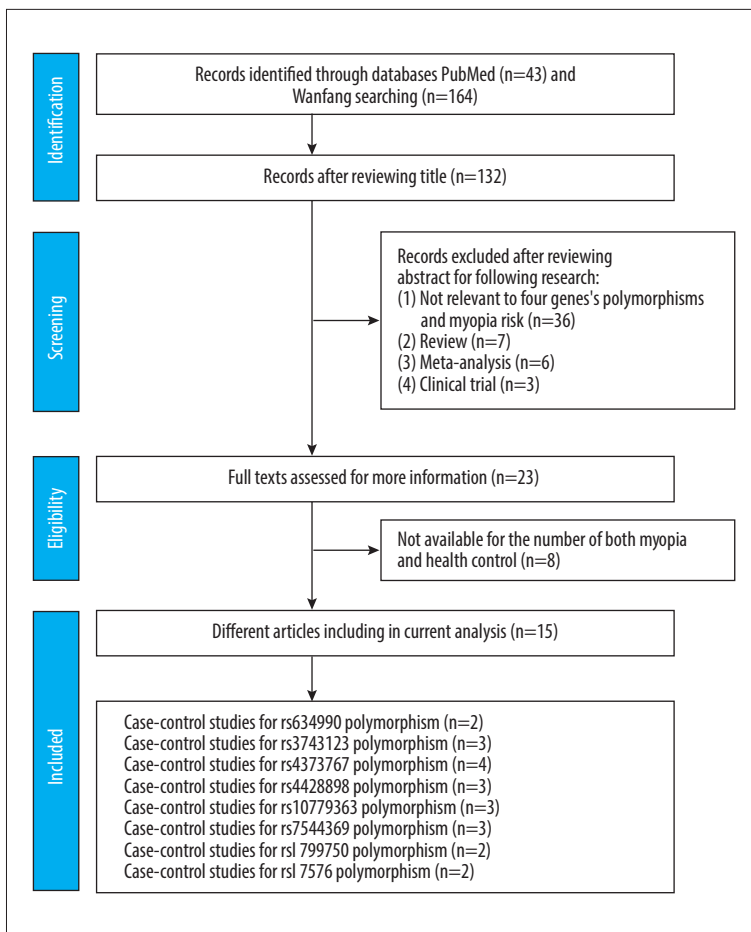 Identification
Records identified through databases PubMed (n=43) and
Wanfang searching (n=164)
Records after reviewing title (n=132)
Screening
Records excluded after reviewing
abstract for following research:
(1) Not relevant to four genes's polymorphisms
and myopia risk (n=36)
(2) Review (n=7)
(3) Meta-analysis (n=6)
(4) Clinical trial (n=3)
Eligibility
Full texts assessed for more information (n=23)
Not available for the number of both myopia
and health control (n=8)
Included
Different articles including in current analysis (n=15)
Case-control studies for rs634990 polymorphism (n=2)
Case-control studies for rs3743123 polymorphism (n=3)
Case-control studies for rs4373767 polymorphism (n=4)
Case-control studies for rs4428898 polymorphism (n=3)
Case-control studies for rs10779363 polymorphism (n=3)
Case-control studies for rs7544369 polymorphism (n=3)
Case-control studies for rsl 799750 polymorphism (n=2)
Case-control studies for rsl 7576 polymorphism (n=2)